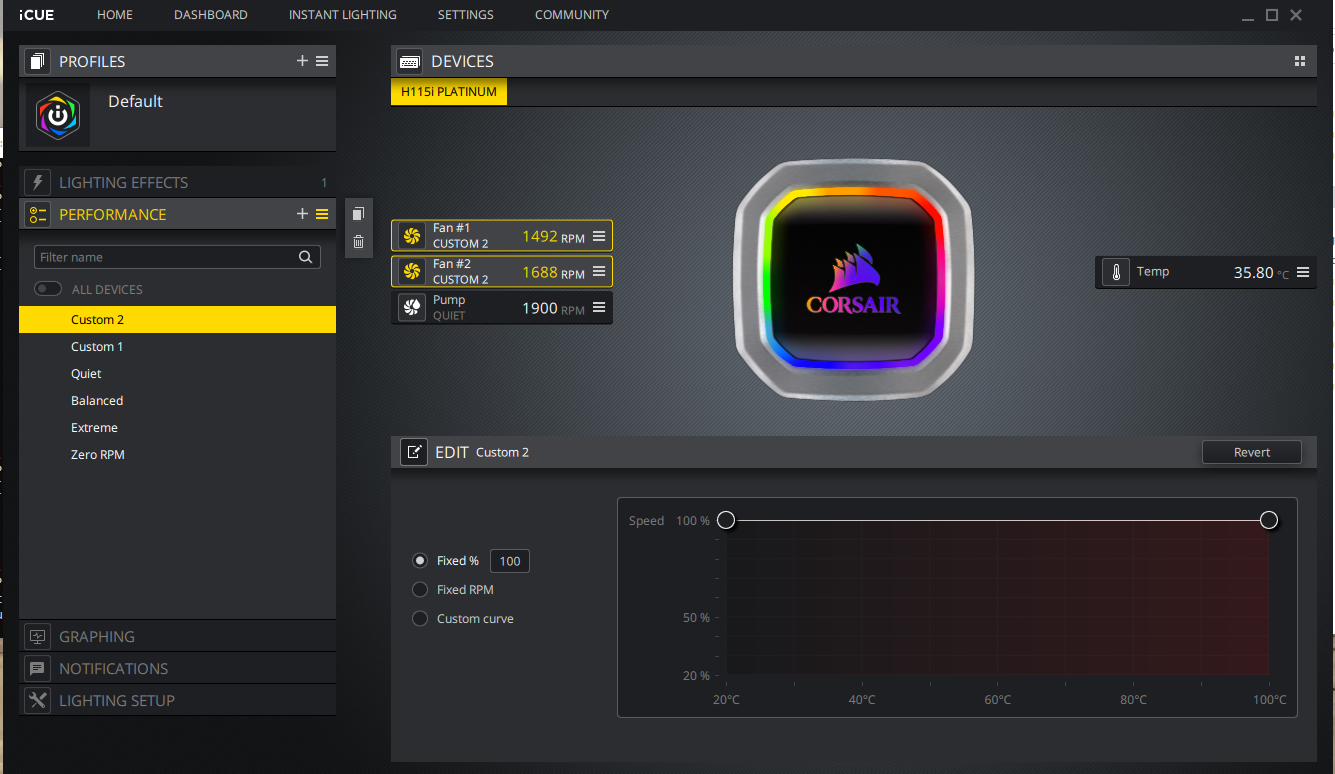 iCUE HOME DASHBOARD INSTANT LIGHTING SETTINGS COMMUNITY
PROFILES
Default
LIGHTING EFFECTS 1
PERFORMANCE
Filter name
ALL DEVICES
Custom 2
Custom 1
Quiet
Balanced
Extreme
Zero RPM
GRAPHING
NOTIFICATIONS
LIGHTING SETUP
DEVICES
H115i PLATINUM
Fan #1
CUSTOM 2 1492 RPM
Fan #2
CUSTOM 2 1688 RPM
Pump
QUIET 1900 RPM
CORSAIR
Temp 35.80 °C
EDIT Custom 2 Revert
Fixed % 100
Fixed RPM
Custom curve
Speed 100 %
50 %
20 %
20°C 40°C 60°C 80°C 100°C